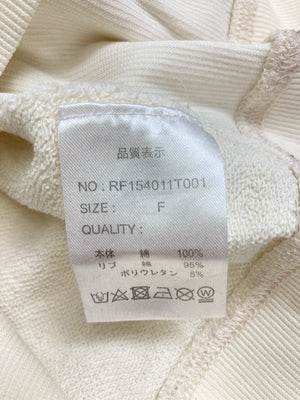 品質表示
NO : RF154011T001
SIZE : F
QUALITY :
本体 綿 100%
リブ 綿 95%
ポリウレタン 5%